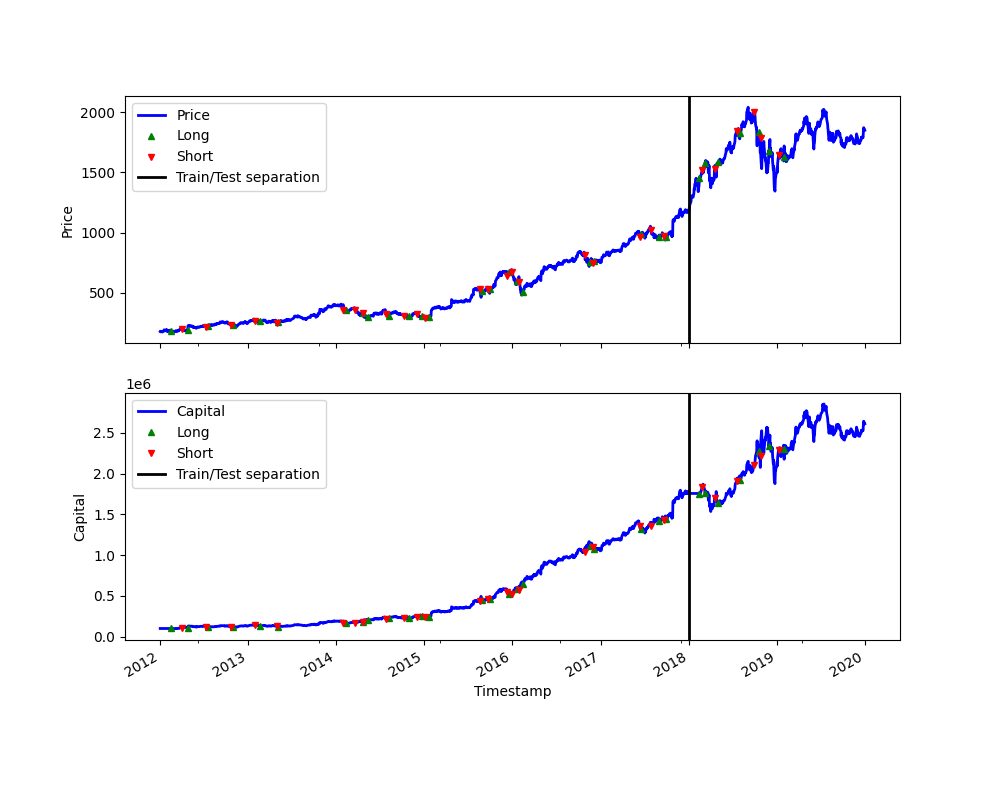 2000
1500
1000
500
Price
Price
Long
Short
Train/Test separation
1e6
2.5
2.0
1.5
1.0
0.5
0.0
Capital
Capital
Long
Short
Train/Test separation
2012 2013 2014 2015 2016 2017 2018 2019 2020
Timestamp